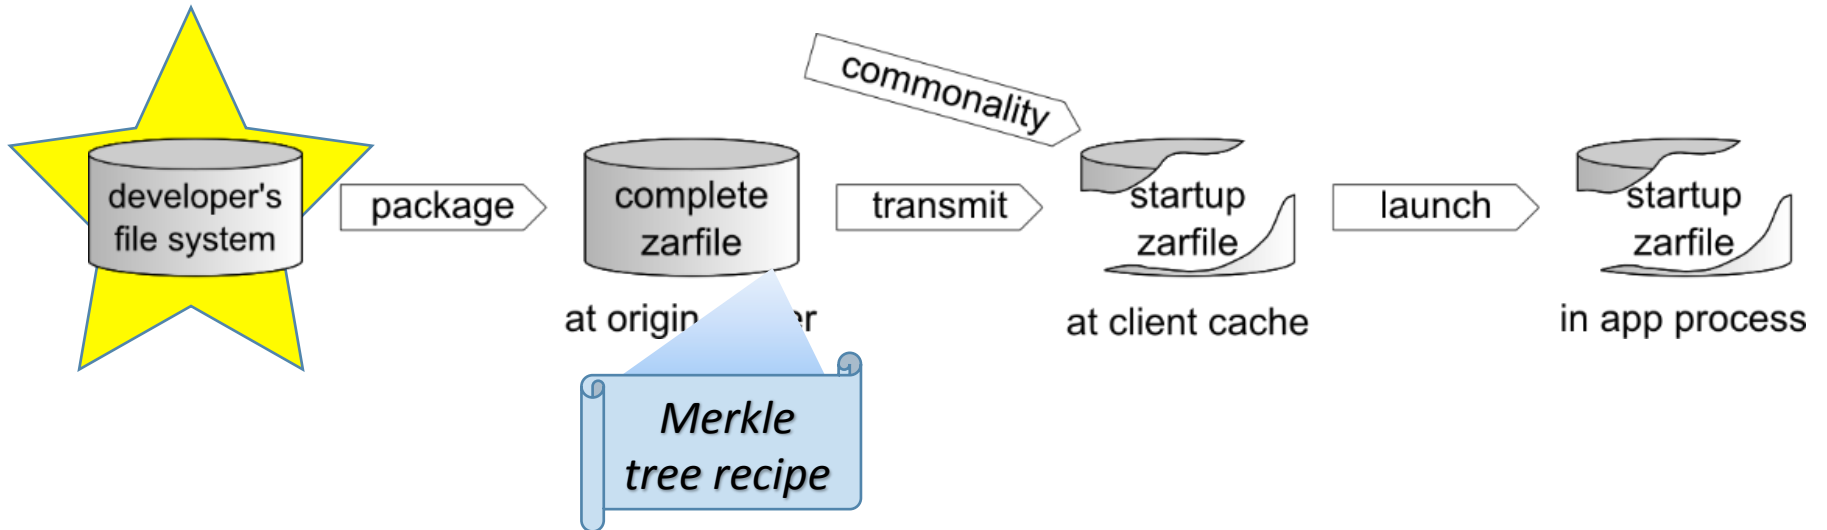 commonality
developer's
file system
package
complete
zarfile
transmit
startup
zarfile
launch
startup
zarfile
at origin
at client cache
in app process
Merkle
tree recipe